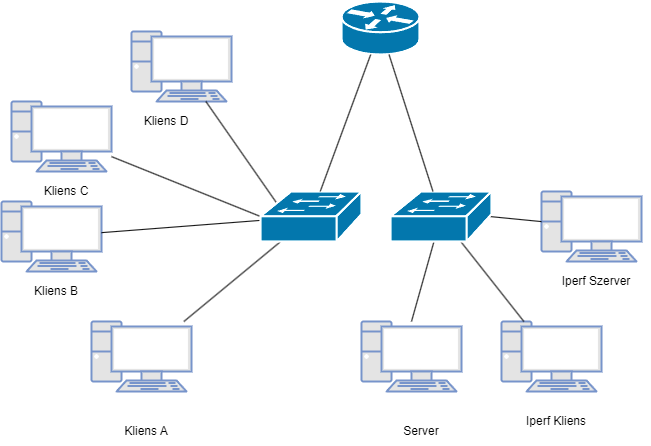 Kliens D
Kliens C
Kliens B
Iperf Szerver
Kliens A
Server
Iperf Kliens